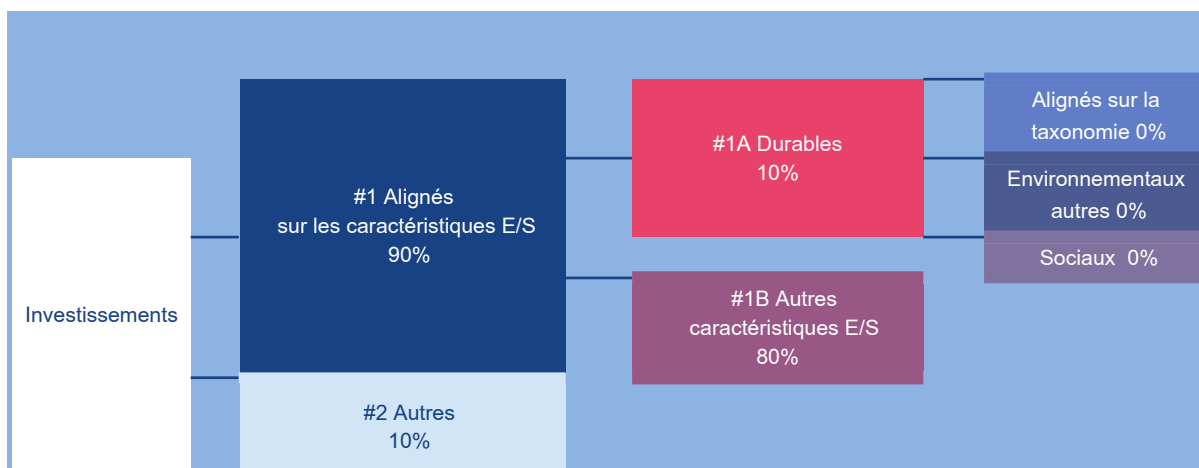 Investissements
#1 Alignés
sur les caractéristiques E/S
90%
#2 Autres
10%
#1A Durables
10%
#1B Autres
caractéristiques E/S
80%
Alignés sur la
taxonomie 0%
Environnementaux
autres 0%
Sociaux 0%